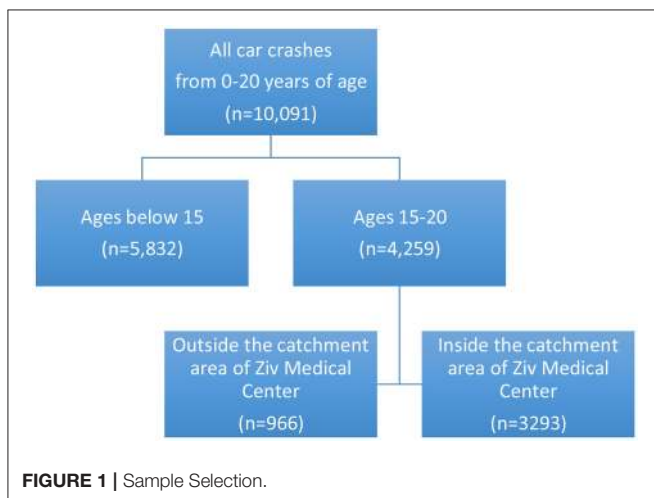 All car crashes
from 0-20 years of age
(n=10,091)
Ages below 15
(n=5,832)
Ages 15-20
(n=4,259)
Outside the catchment
area of Ziv Medical
Center
(n=966)
Inside the catchment
area of Ziv Medical
Center
(n=3293)
FIGURE 1 | Sample Selection.